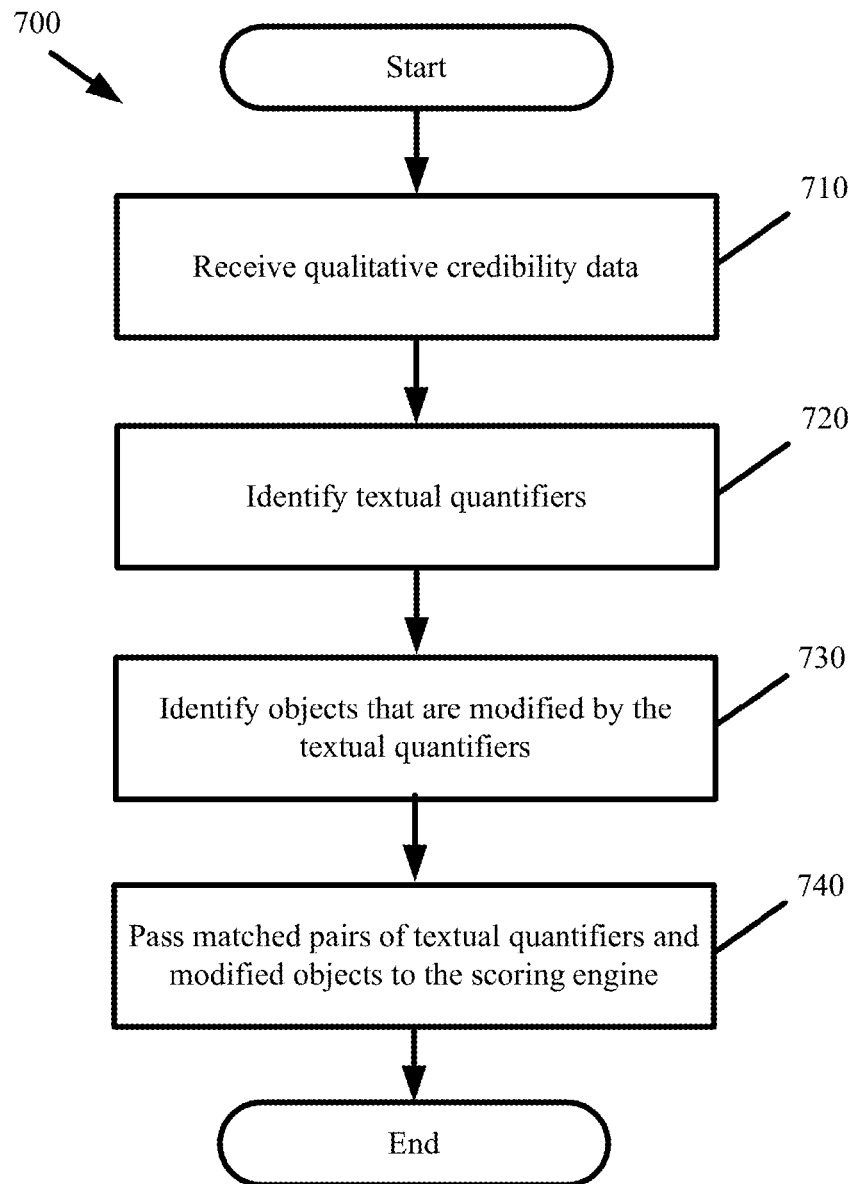 700
Start
710
Receive qualitative credibility data
720
Identify textual quantifiers
730
Identify objects that are modified by the
textual quantifiers
740
Pass matched pairs of textual quantifiers and
modified objects to the scoring engine
End